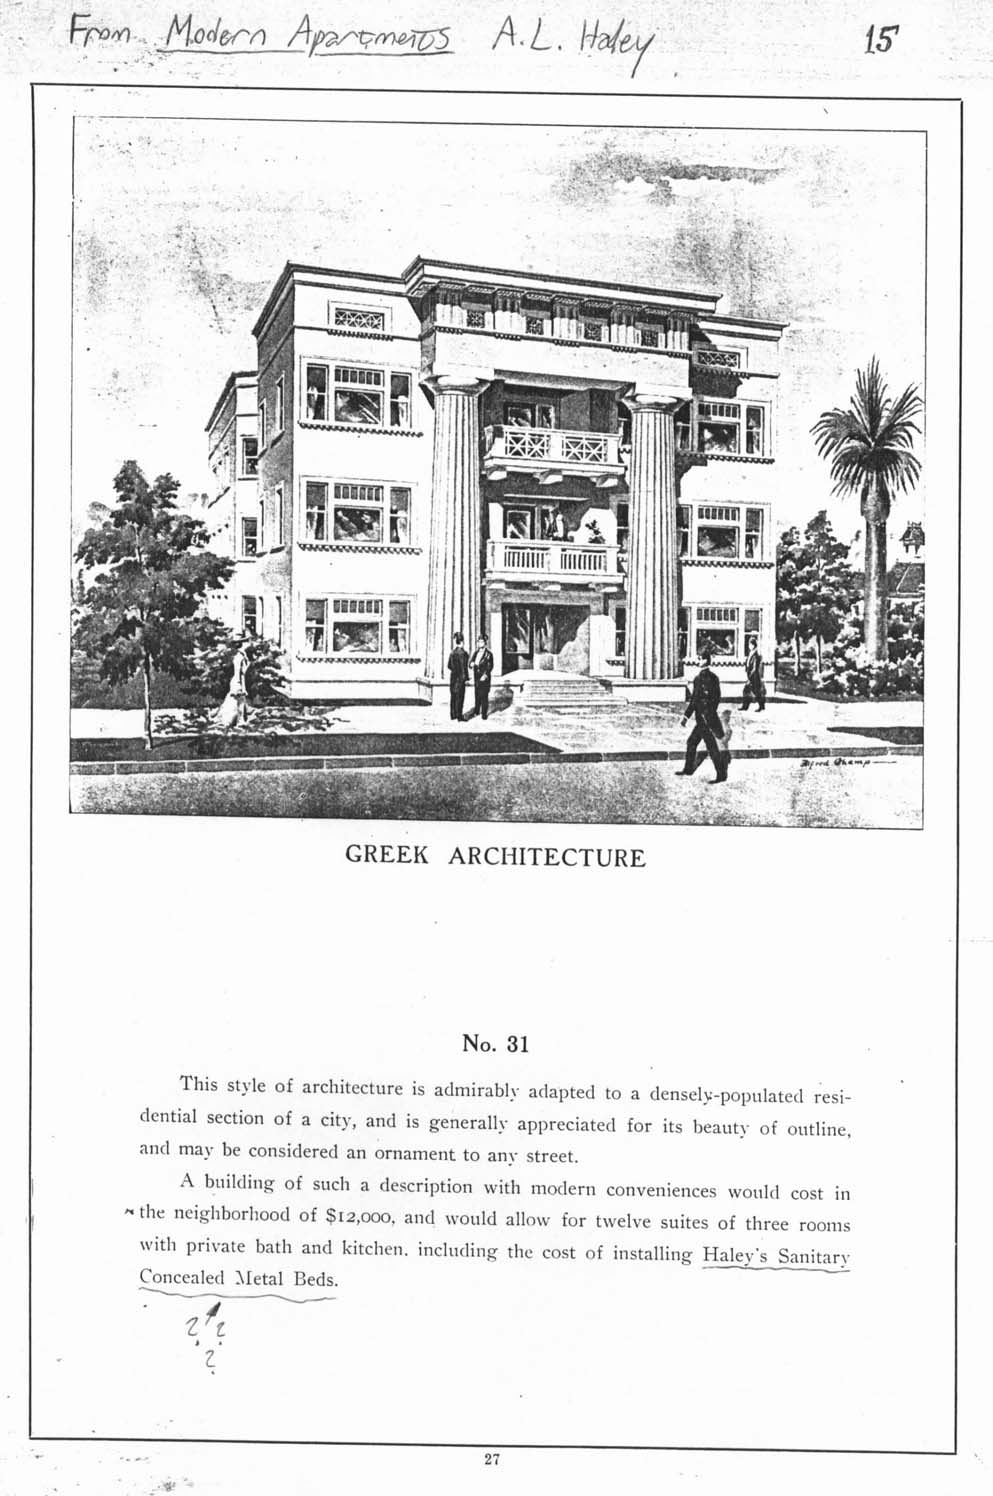 From Modern Apartments A.L. Haley 15
Alfred Champ
GREEK ARCHITECTURE
No. 31
This style of architecture is admirably adapted to a densely-populated resi-
dential section of a city, and is generally appreciated for its beauty of outline,
and may be considered an ornament to any street.
A building of such a description with modern conveniences would cost in
the neighborhood of $12,000, and would allow for twelve suites of three rooms
with private bath and kitchen, including the cost of installing Haley's Sanitary
Concealed Metal Beds.
? ?
?
27